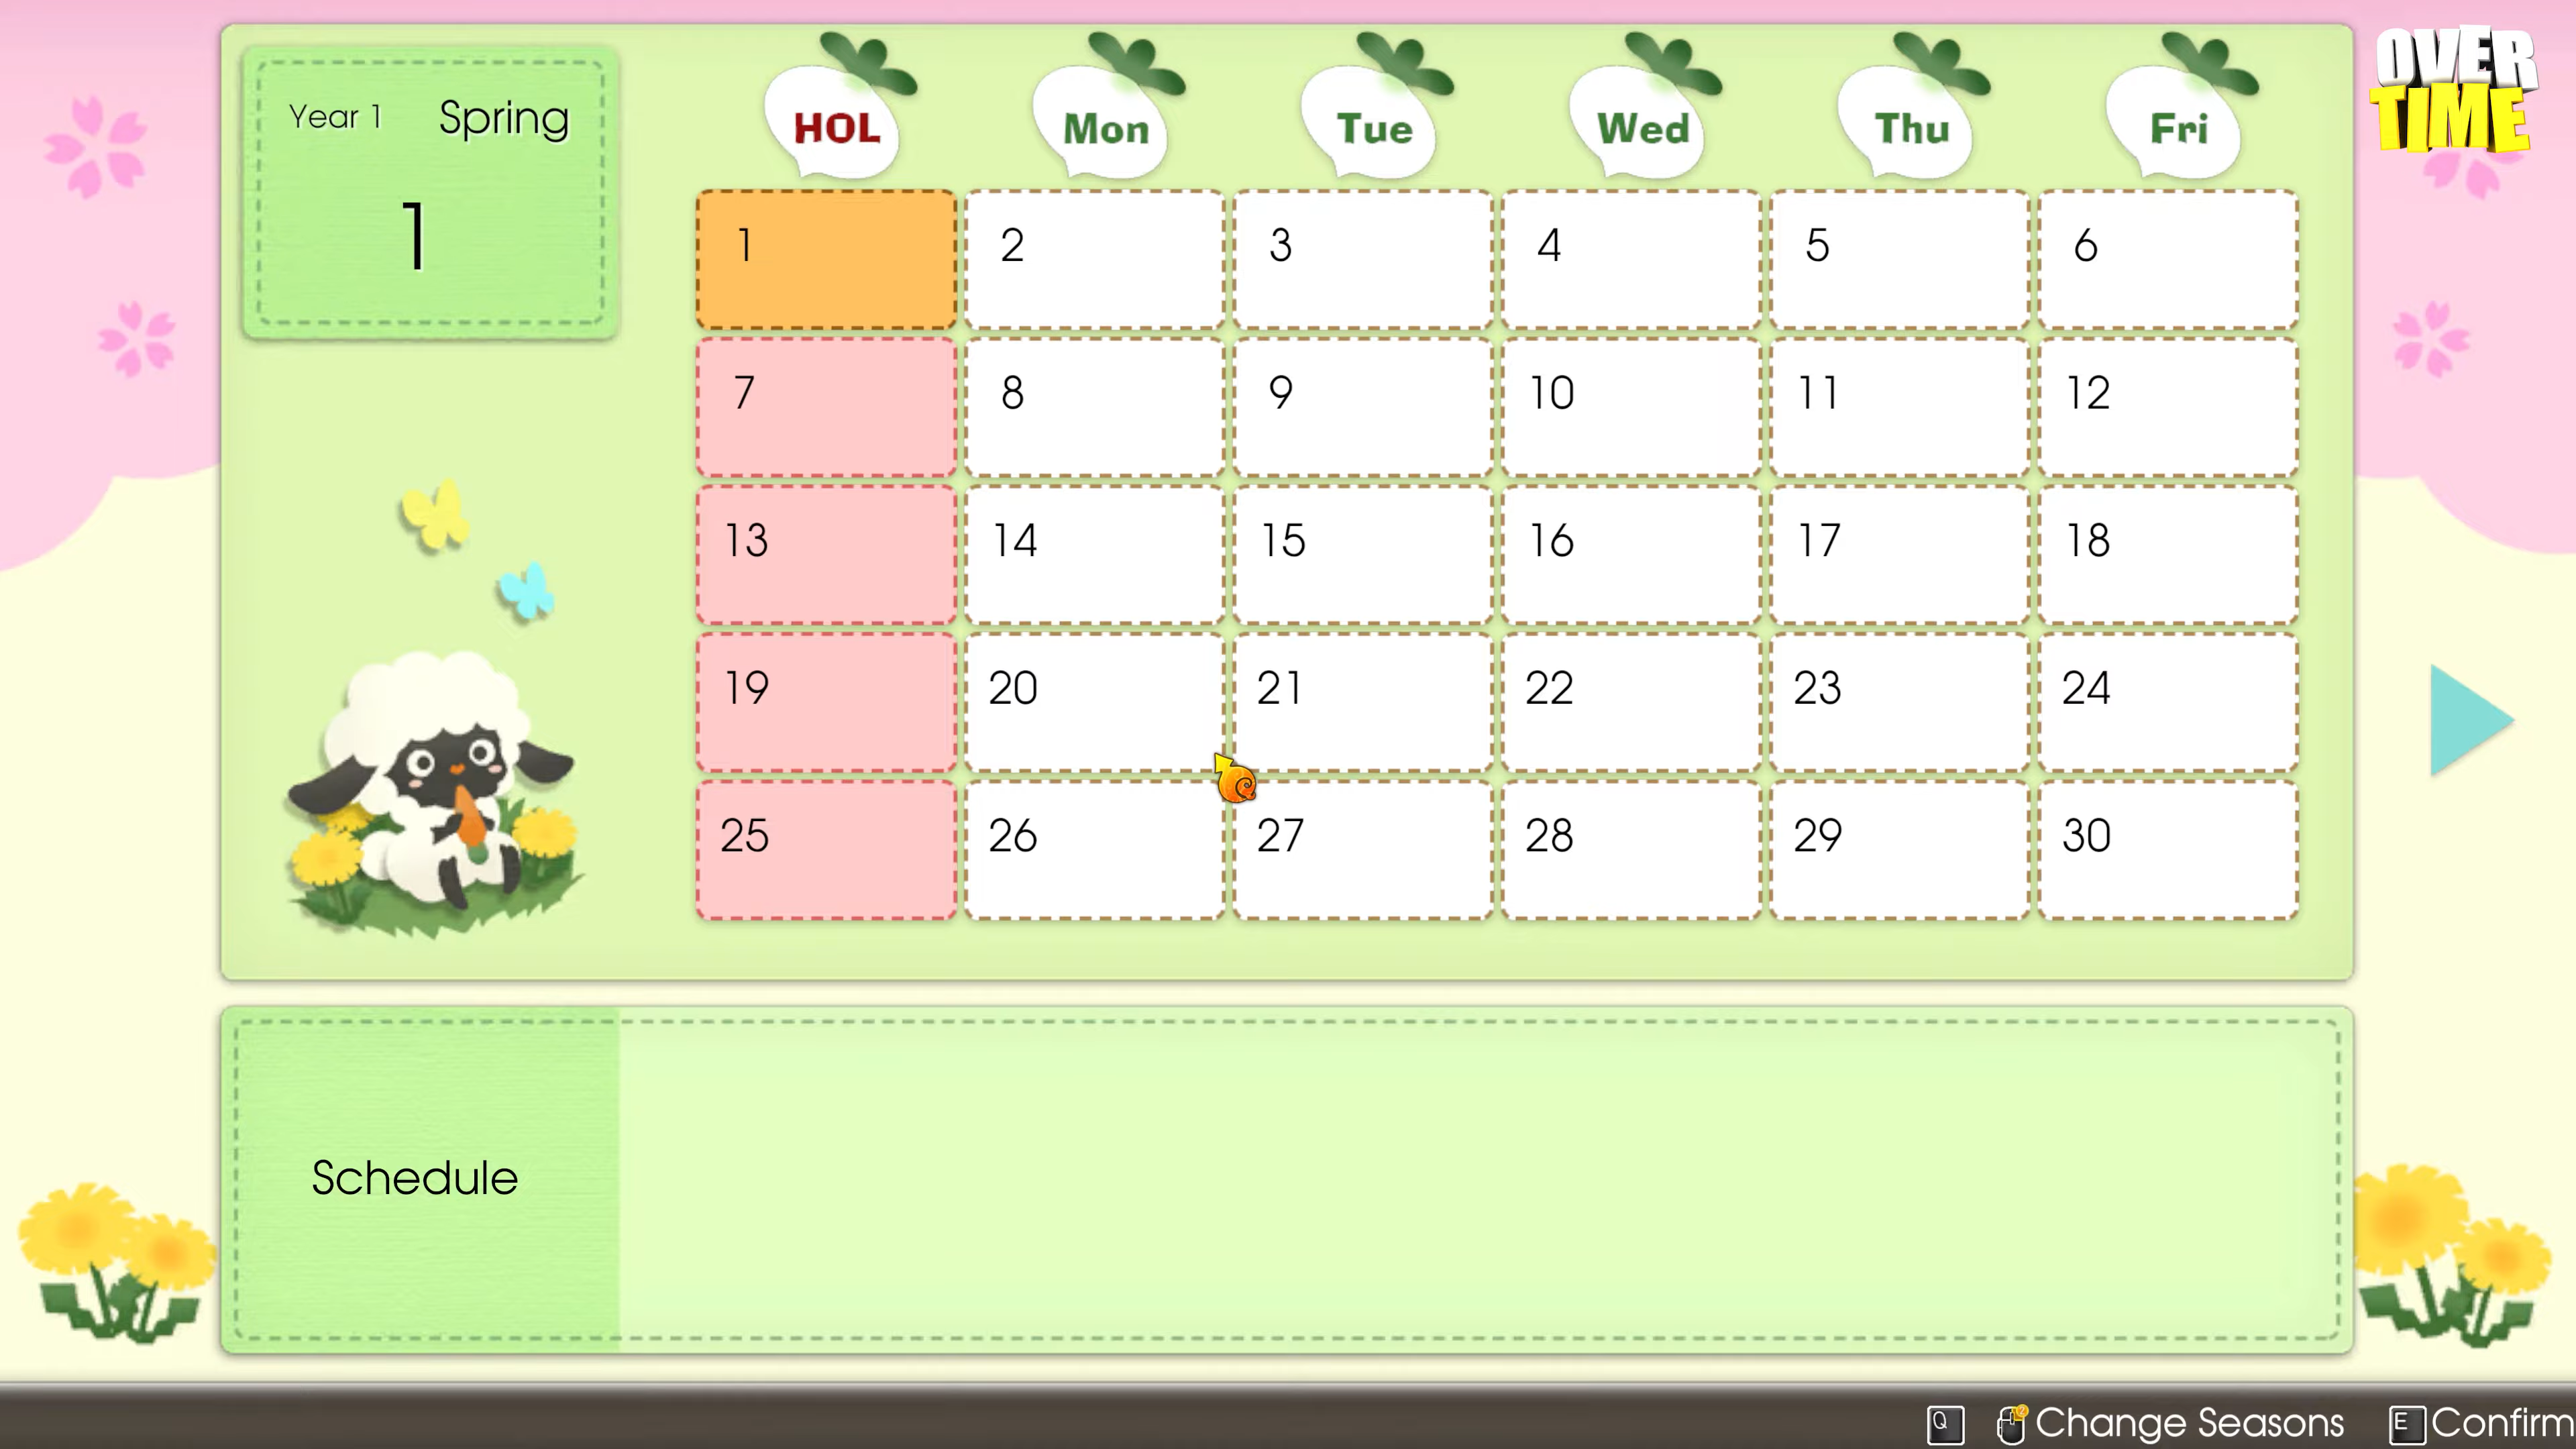 Year 1 Spring
1
HOL Mon Tue Wed Thu Fri
1 2 3 4 5 6
7 8 9 10 11 12
13 14 15 16 17 18
19 20 21 22 23 24
25 26 27 28 29 30
Schedule
OVER
TIME
Q 2 Change Seasons E Confirm